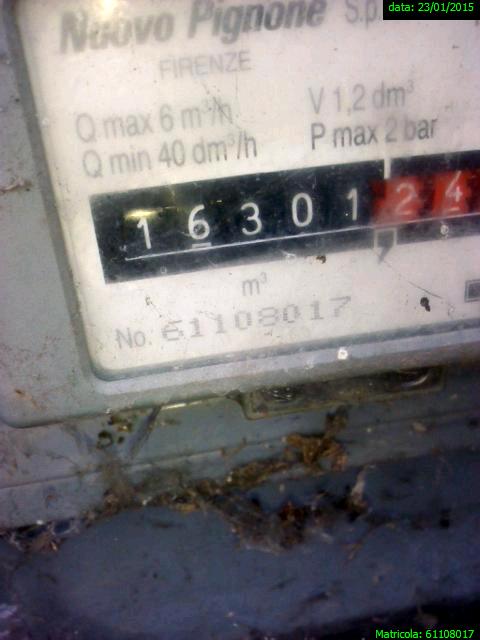 data: 23/01/2015
Nuovo Pignone S.p.
FIRENZE
Q max 6 m³/h
V 1,2 dm³
Q min 40 dm³/h
P max 2 bar
1 6 3 0 1 2 4
m³
No. 61108017
Matricola: 61108017